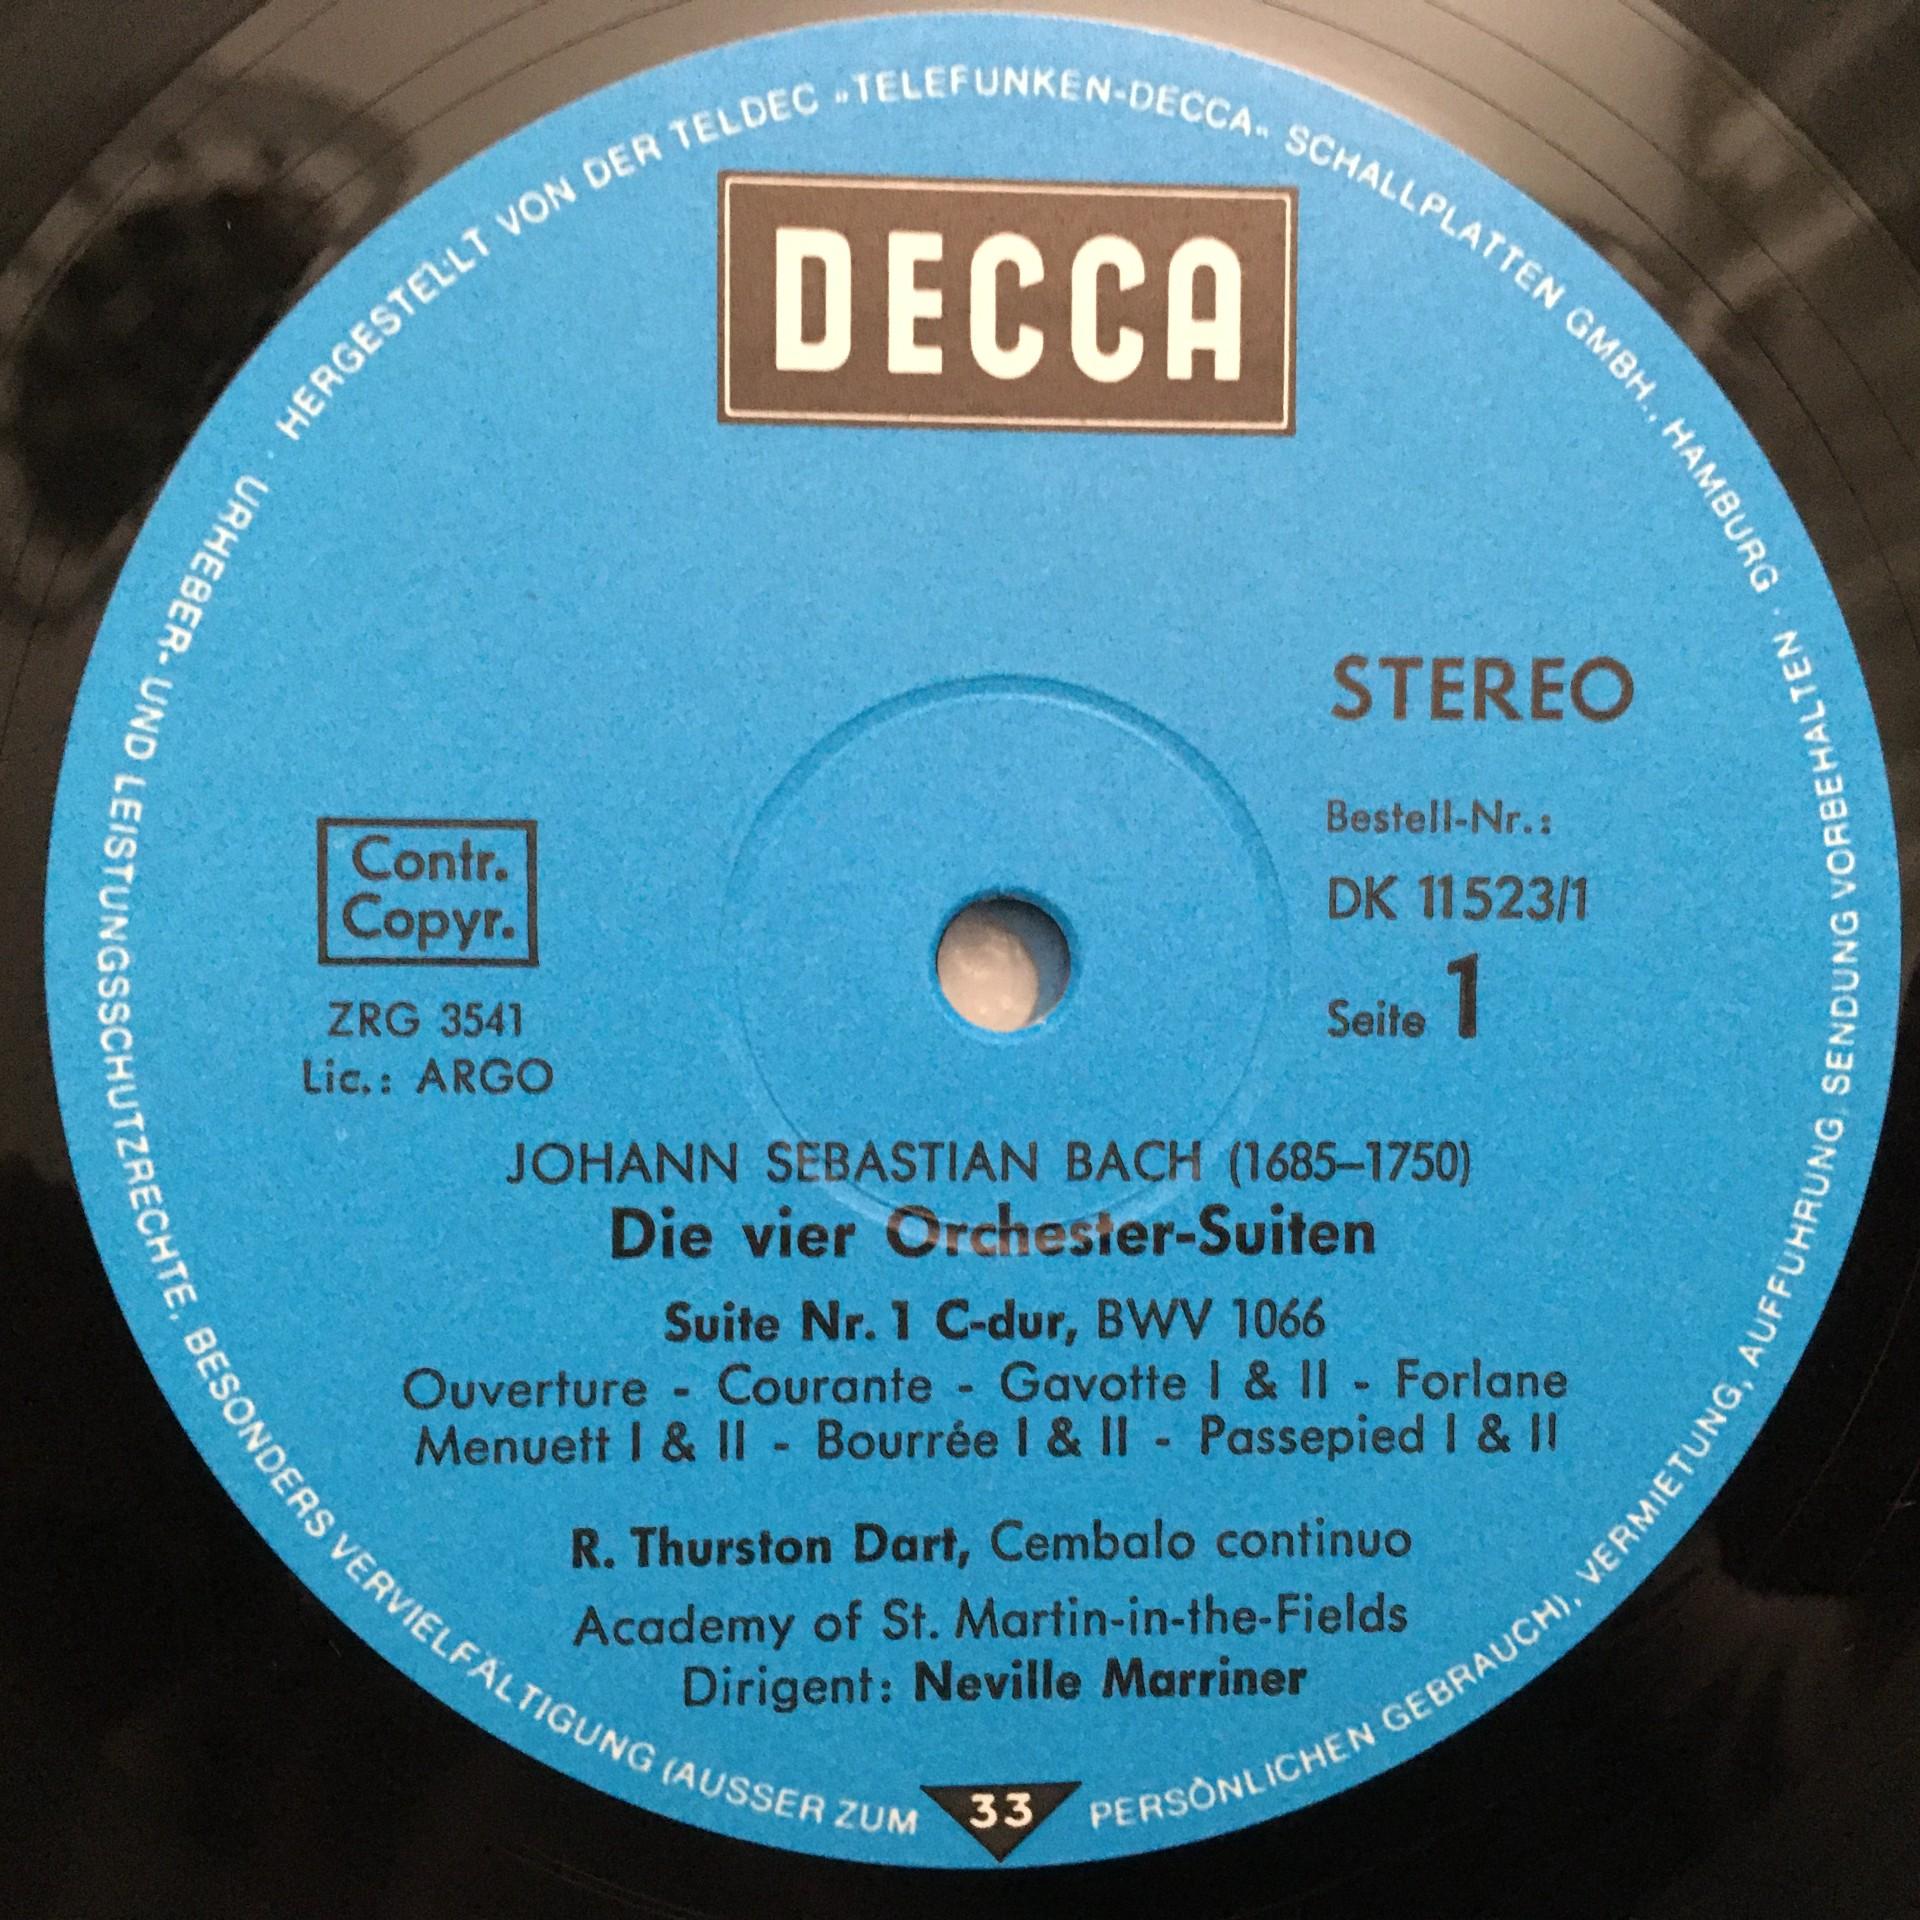 HERGESTELLT VON DER TELDEC „TELEFUNKEN-DECCA“ SCHALLPLATTEN GMBH., HAMBURG ·
DECCA
STEREO
Contr.
Copyr.
ZRG 3541
Lic.: ARGO
Bestell-Nr.:
DK 11523/1
Seite 1
JOHANN SEBASTIAN BACH (1685–1750)
Die vier Orchester-Suiten
Suite Nr. 1 C-dur, BWV 1066
Ouverture - Courante - Gavotte I & II - Forlane
Menuett I & II - Bourrée I & II - Passepied I & II
R. Thurston Dart, Cembalo continuo
Academy of St. Martin-in-the-Fields
Dirigent: Neville Marriner
33
URHEBER- UND LEISTUNGSSCHUTZRECHTE, BESONDERS VERVIELFÄLTIGUNG (AUSSER ZUM PERSÖNLICHEN GEBRAUCH), VERMIETUNG, AUFFÜHRUNG, SENDUNG VORBEHALTEN